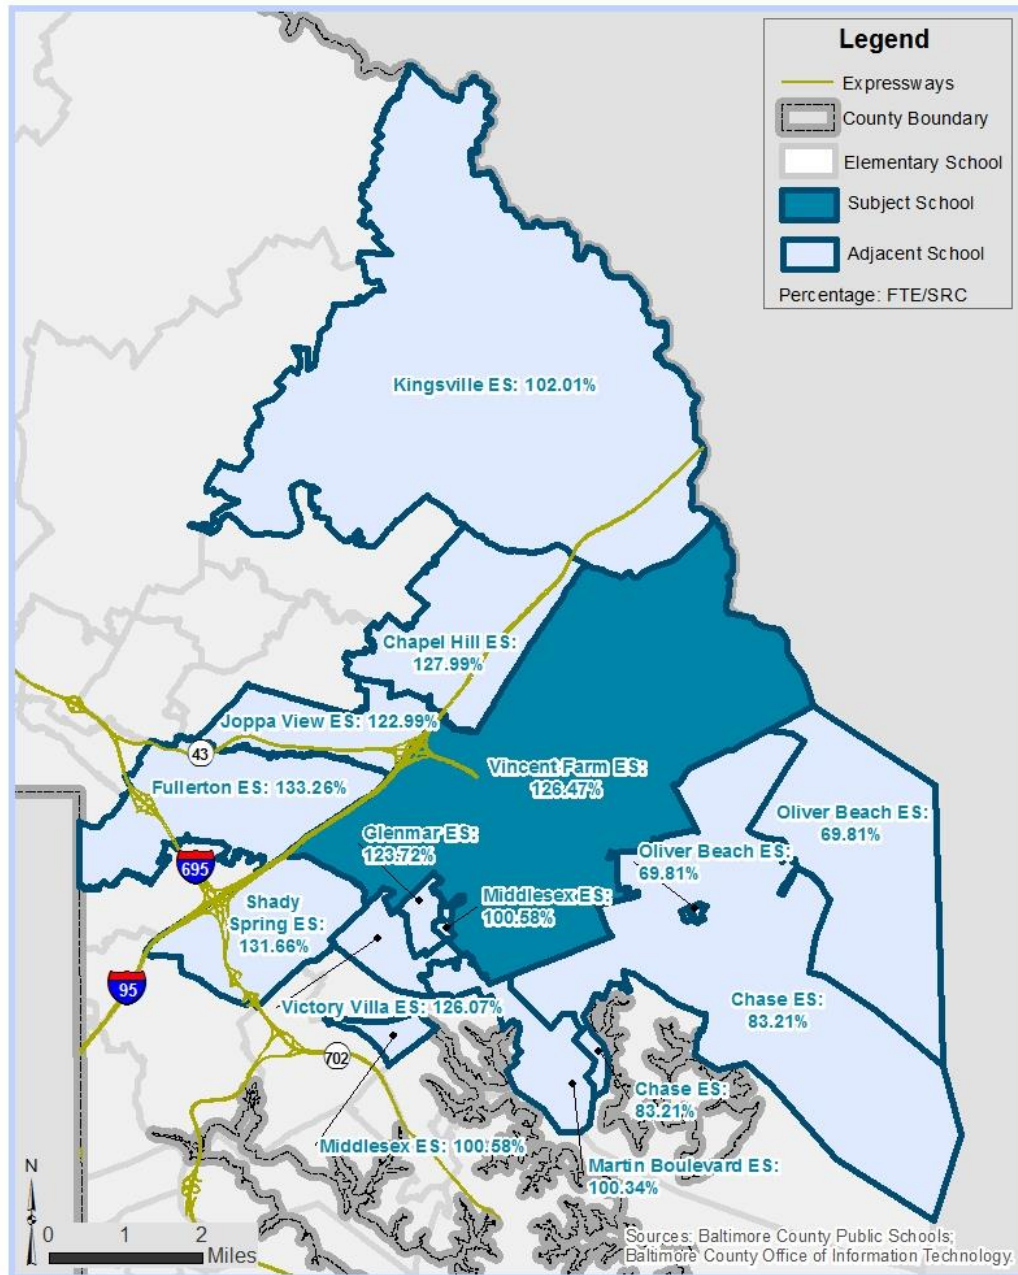 Legend
Expressways
County Boundary
Elementary School
Subject School
Adjacent School
Percentage: FTE/SRC
Kingsville ES: 102.01%
Chapel Hill ES:
127.99%
Joppa View ES: 122.99%
43
Vincent Farm ES:
126.47%
Fullerton ES: 133.26%
Oliver Beach ES:
69.81%
Glenmar ES:
123.72%
Oliver Beach ES:
69.81%
695
Middlesex ES:
100.58%
Shady
Spring ES:
131.66%
95
Victory Villa ES: 126.07%
Chase ES:
83.21%
702
Chase ES:
83.21%
Middlesex ES: 100.58%
Martin Boulevard ES:
100.34%
N
0 1 2
Miles
Sources: Baltimore County Public Schools;
Baltimore County Office of Information Technology.